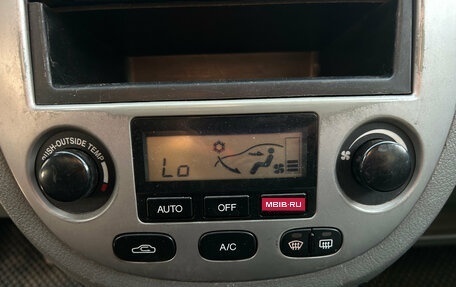 PUSH-OUTSIDE TEMP
Lo
AUTO OFF MBIB-RU
A/C